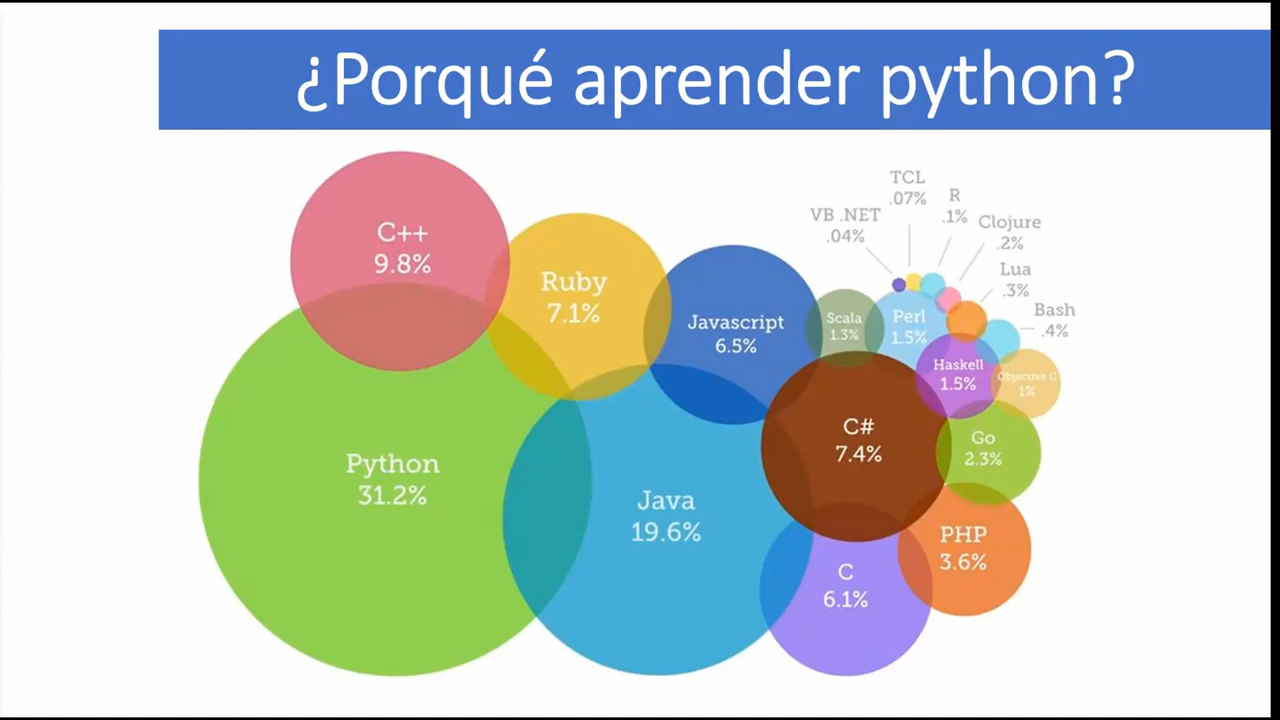 ¿Porqué aprender python?
C++
9.8%
Ruby
7.1%
Javascript
6.5%
Scala
1.3%
Perl
1.5%
VB .NET
.04%
TCL
.07%
R
.1%
Clojure
.2%
Lua
.3%
Bash
.4%
Haskell
1.5%
Objective C
1%
Python
31.2%
Java
19.6%
C#
7.4%
Go
2.3%
C
6.1%
PHP
3.6%